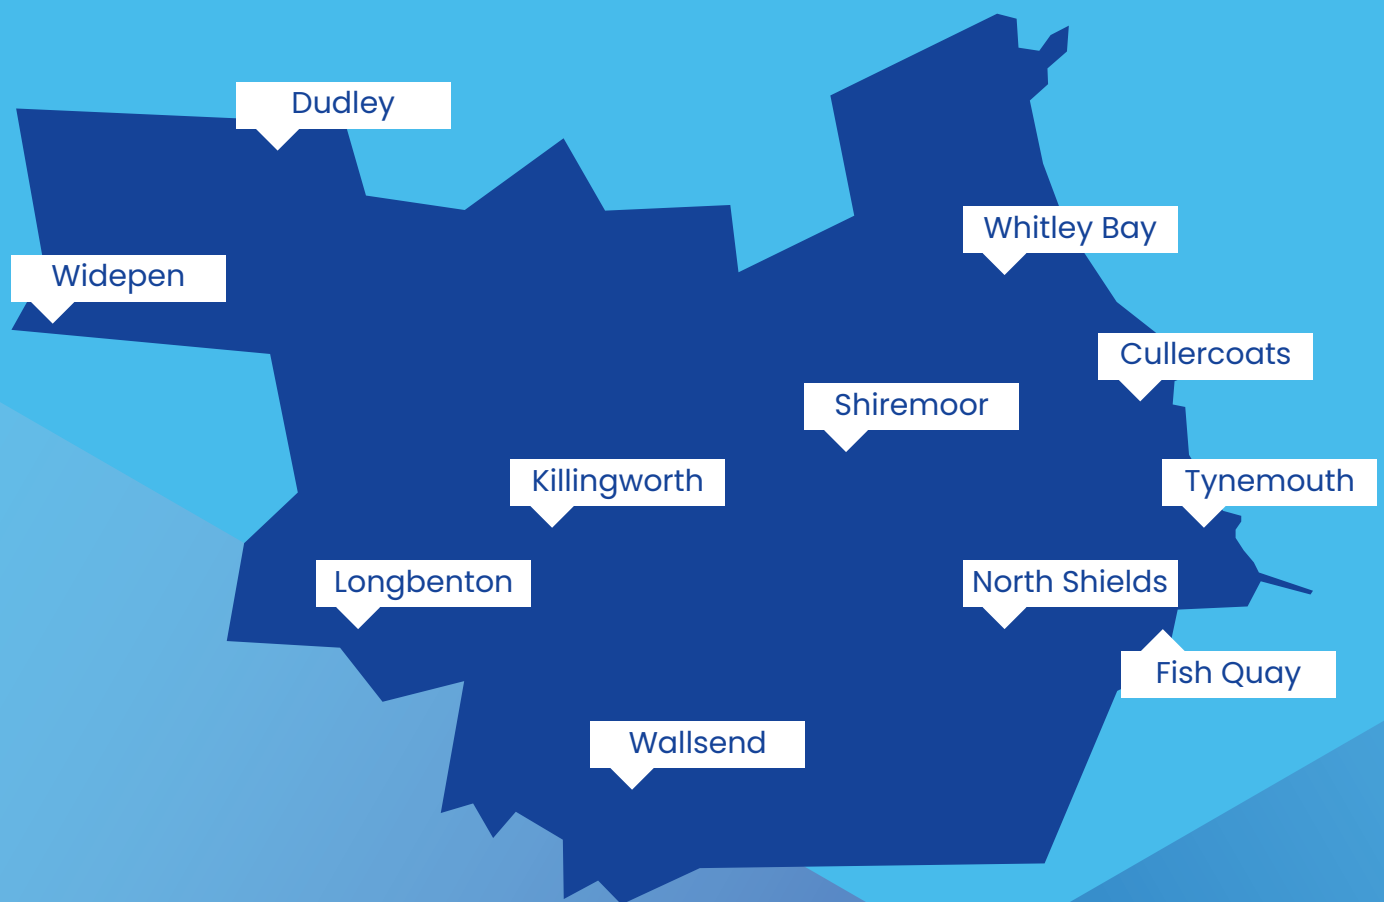 Dudley
Whitley Bay
Widepen
Cullercoats
Shiremoor
Killingworth
Tynemouth
Longbenton
North Shields
Fish Quay
Wallsend